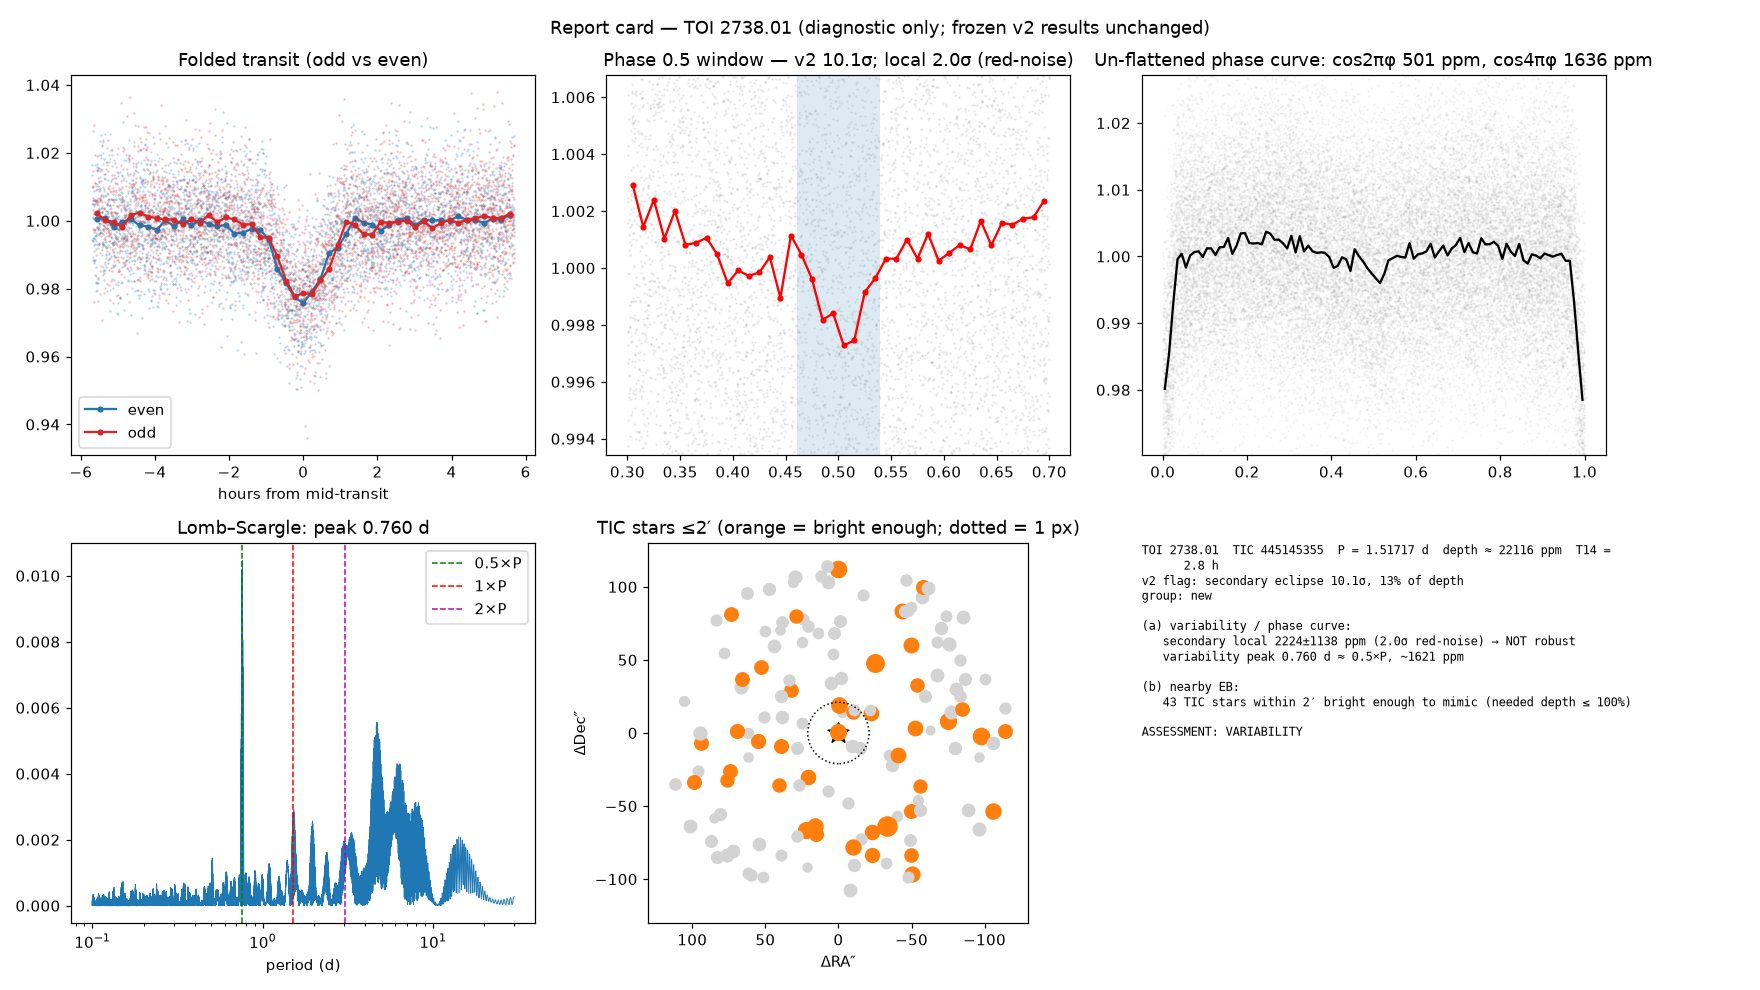 Report card — TOI 2738.01 (diagnostic only; frozen v2 results unchanged)
Folded transit (odd vs even)
1.04
1.02
1.00
0.98
0.96
0.94
even
odd
−6
−4
−2
0
2
4
6
hours from mid-transit
Phase 0.5 window — v2 10.1σ; local 2.0σ (red-noise)
1.006
1.004
1.002
1.000
0.998
0.996
0.994
0.30
0.35
0.40
0.45
0.50
0.55
0.60
0.65
0.70
Un-flattened phase curve: cos2πφ 501 ppm, cos4πφ 1636 ppm
1.02
1.01
1.00
0.99
0.98
0.0
0.2
0.4
0.6
0.8
1.0
Lomb–Scargle: peak 0.760 d
0.010
0.008
0.006
0.004
0.002
0.000
0.5×P
1×P
2×P
10⁻¹
10⁰
10¹
period (d)
TIC stars ≤2′ (orange = bright enough; dotted = 1 px)
ΔDec″
100
50
0
−50
−100
100
50
0
−50
−100
ΔRA″
TOI 2738.01  TIC 445145355  P = 1.51717 d  depth ≈ 22116 ppm  T14 =
2.8 h
v2 flag: secondary eclipse 10.1σ, 13% of depth
group: new
(a) variability / phase curve:
secondary local 2224±1138 ppm (2.0σ red-noise) → NOT robust
variability peak 0.760 d ≈ 0.5×P, ~1621 ppm
(b) nearby EB:
43 TIC stars within 2′ bright enough to mimic (needed depth ≤ 100%)
ASSESSMENT: VARIABILITY